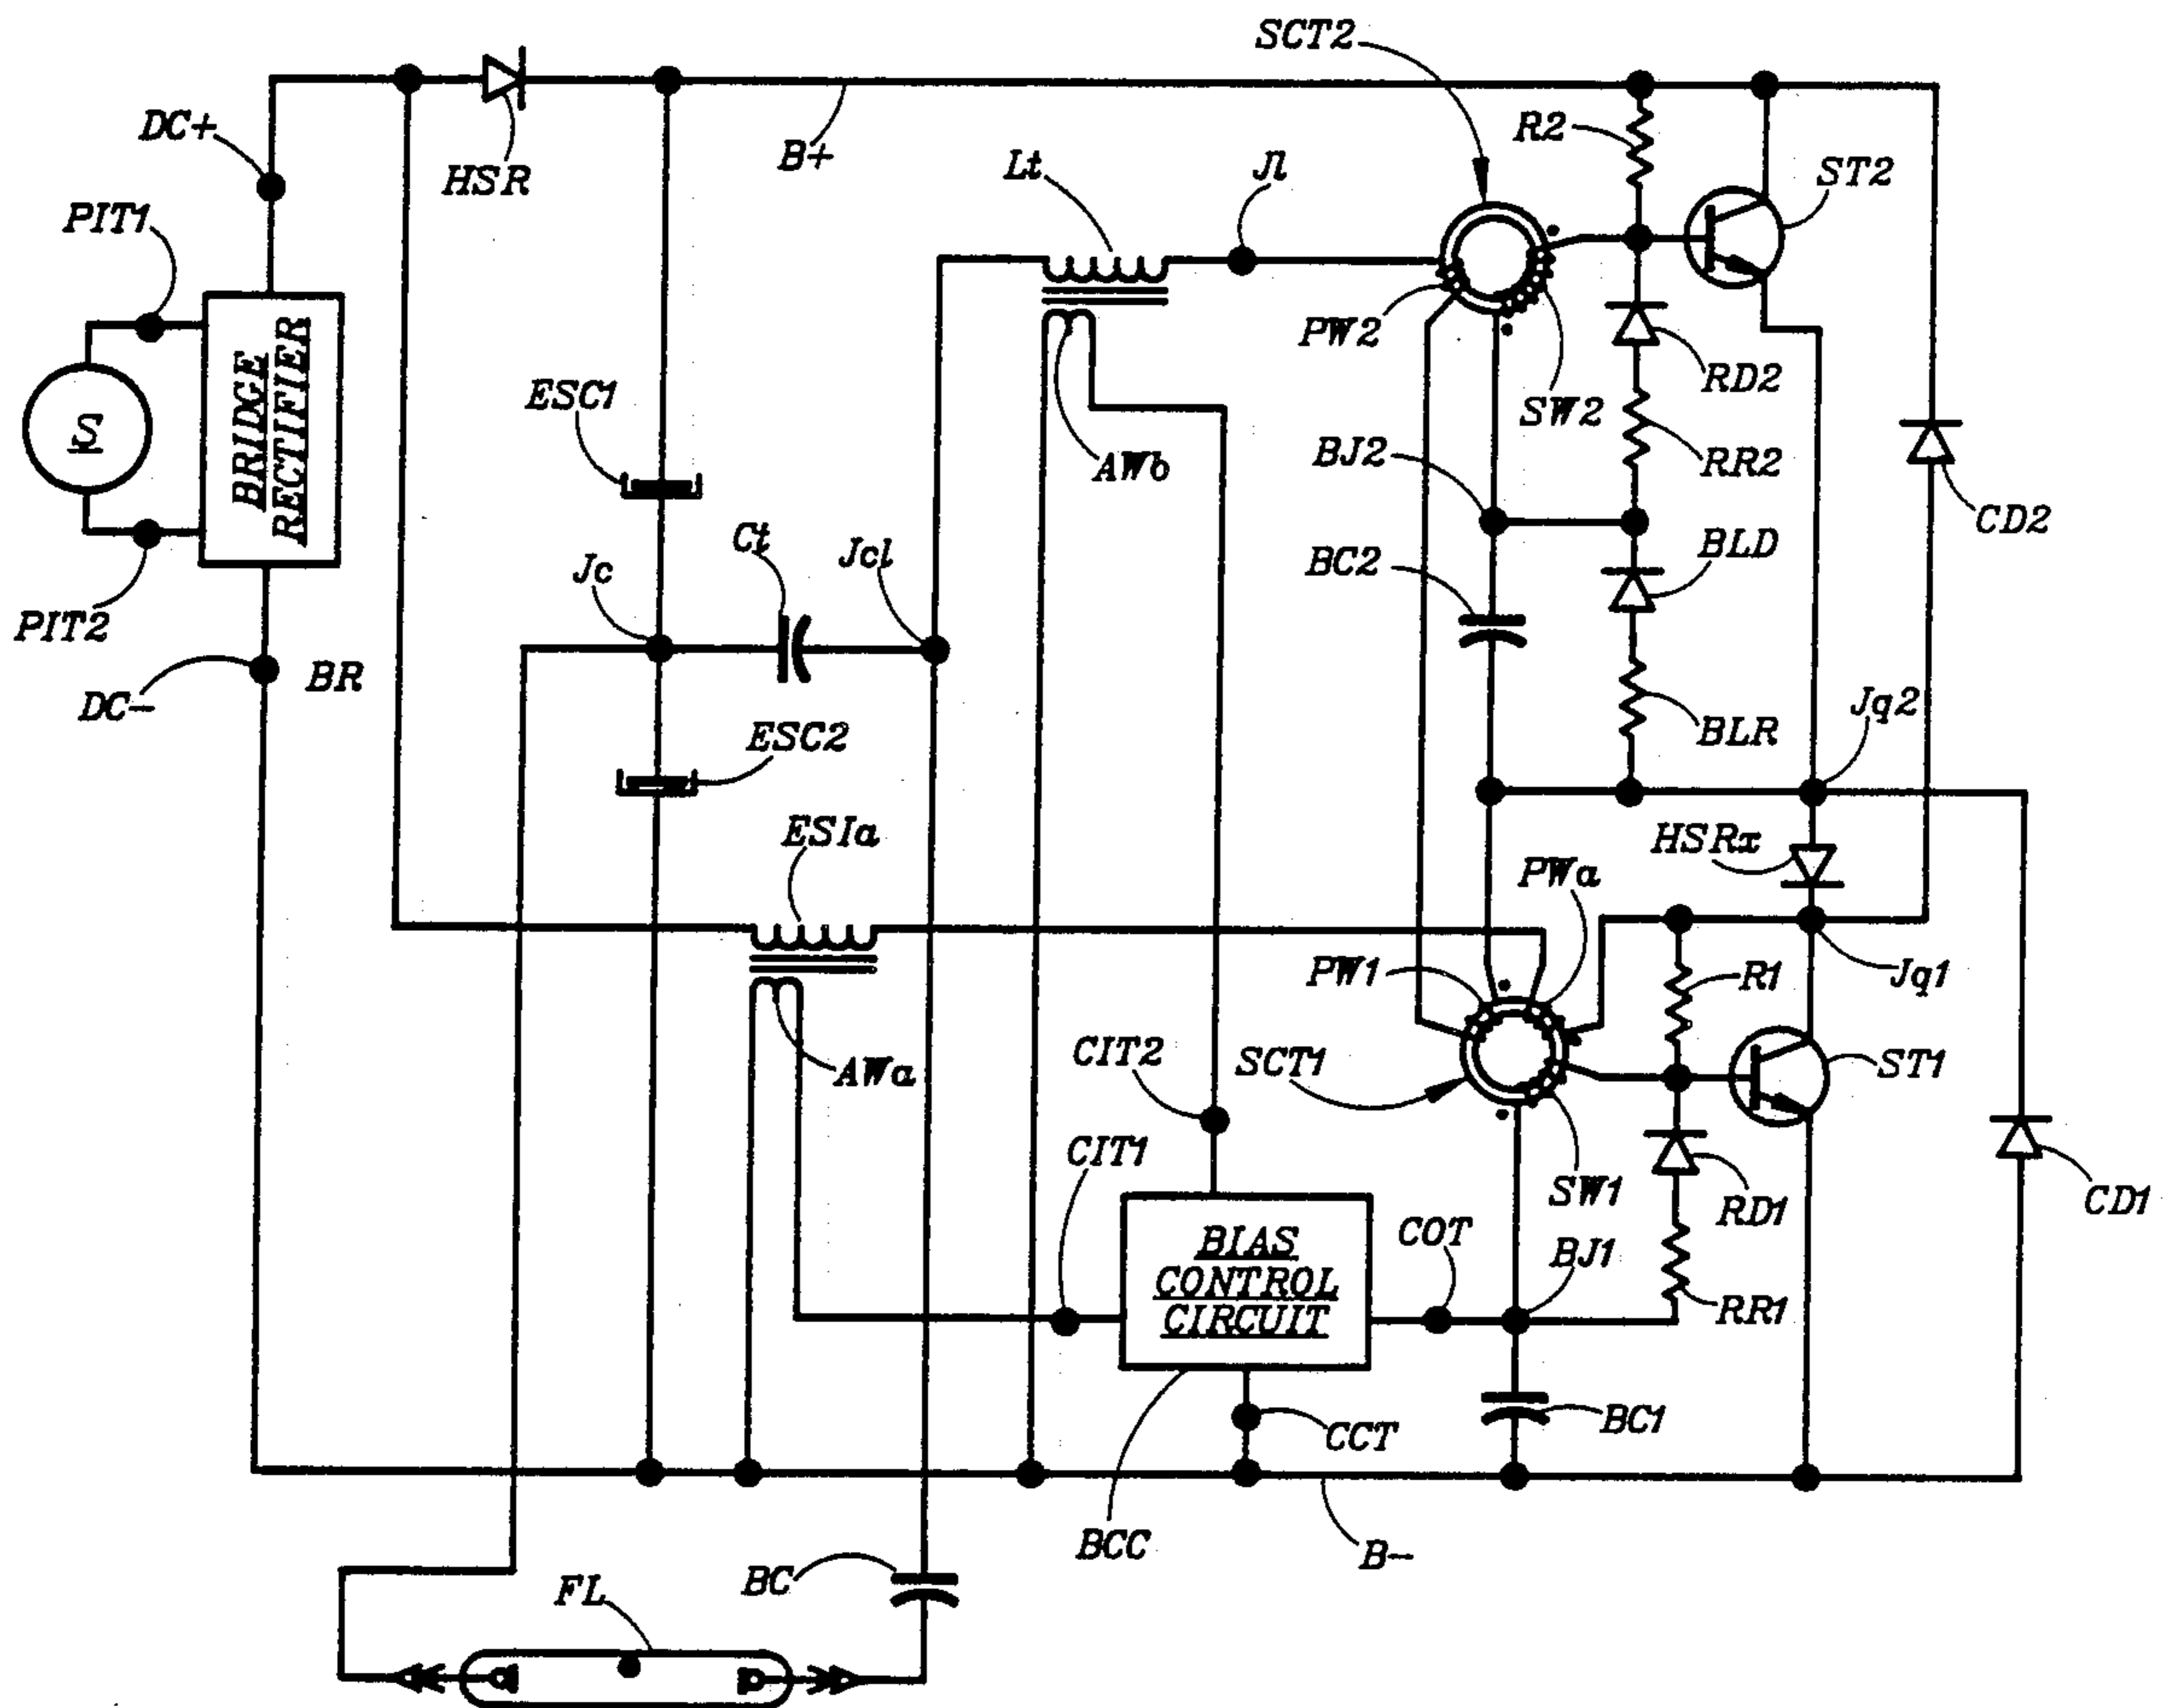 SCT2
DC+
HSR
B+
Lt
Jl
R2
ST2
PIT1
BRIDGE
RECTIFIER
S
PW2
SW2
RD2
ESC1
AWb
BJ2
RR2
CD2
PIT2
Jc
Ct
Jcl
BC2
BLD
DC-
BR
ESC2
BLR
Jq2
ESIa
HSRx
PWa
PW1
R1
Jq1
AWa
CIT2
SCT1
ST1
CIT1
SW1
RD1
CD1
BIAS
CONTROL
CIRCUIT
COT
BJ1
RR1
CCT
BC1
BCC
B-
FL
BC